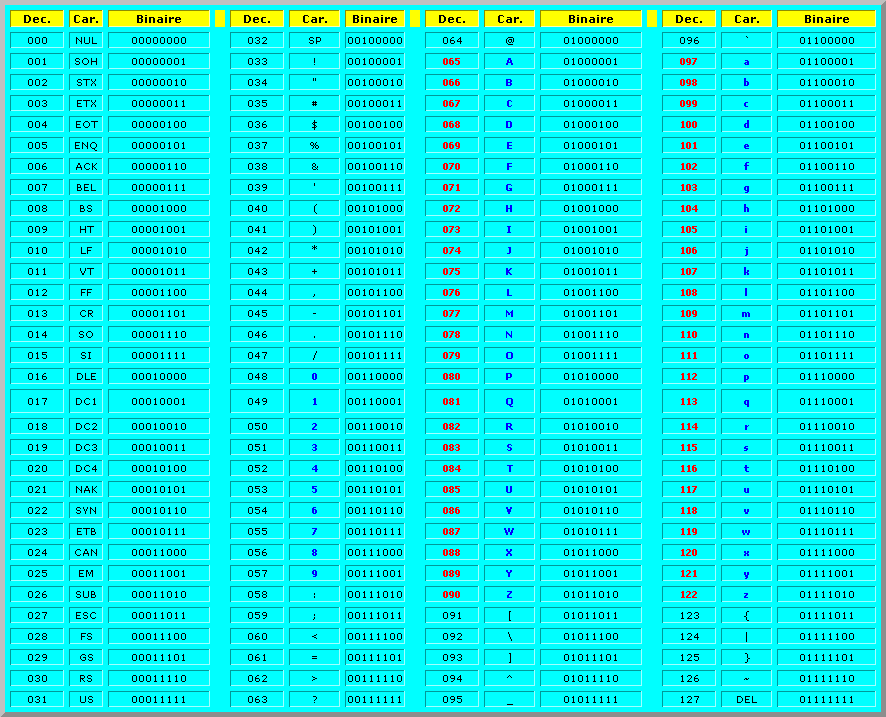 Dec. Car. Binaire Dec. Car. Binaire Dec. Car. Binaire Dec. Car. Binaire
000 NUL 00000000 032 SP 00100000 064 @ 01000000 096 ` 01100000
001 SOH 00000001 033 ! 00100001 065 A 01000001 097 a 01100001
002 STX 00000010 034 " 00100010 066 B 01000010 098 b 01100010
003 ETX 00000011 035 # 00100011 067 C 01000011 099 c 01100011
004 EOT 00000100 036 $ 00100100 068 D 01000100 100 d 01100100
005 ENQ 00000101 037 % 00100101 069 E 01000101 101 e 01100101
006 ACK 00000110 038 & 00100110 070 F 01000110 102 f 01100110
007 BEL 00000111 039 ' 00100111 071 G 01000111 103 g 01100111
008 BS 00001000 040 ( 00101000 072 H 01001000 104 h 01101000
009 HT 00001001 041 ) 00101001 073 I 01001001 105 i 01101001
010 LF 00001010 042 * 00101010 074 J 01001010 106 j 01101010
011 VT 00001011 043 + 00101011 075 K 01001011 107 k 01101011
012 FF 00001100 044 , 00101100 076 L 01001100 108 l 01101100
013 CR 00001101 045 - 00101101 077 M 01001101 109 m 01101101
014 SO 00001110 046 . 00101110 078 N 01001110 110 n 01101110
015 SI 00001111 047 / 00101111 079 O 01001111 111 o 01101111
016 DLE 00010000 048 0 00110000 080 P 01010000 112 p 01110000
017 DC1 00010001 049 1 00110001 081 Q 01010001 113 q 01110001
018 DC2 00010010 050 2 00110010 082 R 01010010 114 r 01110010
019 DC3 00010011 051 3 00110011 083 S 01010011 115 s 01110011
020 DC4 00010100 052 4 00110100 084 T 01010100 116 t 01110100
021 NAK 00010101 053 5 00110101 085 U 01010101 117 u 01110101
022 SYN 00010110 054 6 00110110 086 V 01010110 118 v 01110110
023 ETB 00010111 055 7 00110111 087 W 01010111 119 w 01110111
024 CAN 00011000 056 8 00111000 088 X 01011000 120 x 01111000
025 EM 00011001 057 9 00111001 089 Y 01011001 121 y 01111001
026 SUB 00011010 058 : 00111010 090 Z 01011010 122 z 01111010
027 ESC 00011011 059 ; 00111011 091 [ 01011011 123 { 01111011
028 FS 00011100 060 < 00111100 092 \ 01011100 124 | 01111100
029 GS 00011101 061 = 00111101 093 ] 01011101 125 } 01111101
030 RS 00011110 062 > 00111110 094 ^ 01011110 126 ~ 01111110
031 US 00011111 063 ? 00111111 095 _ 01011111 127 DEL 01111111